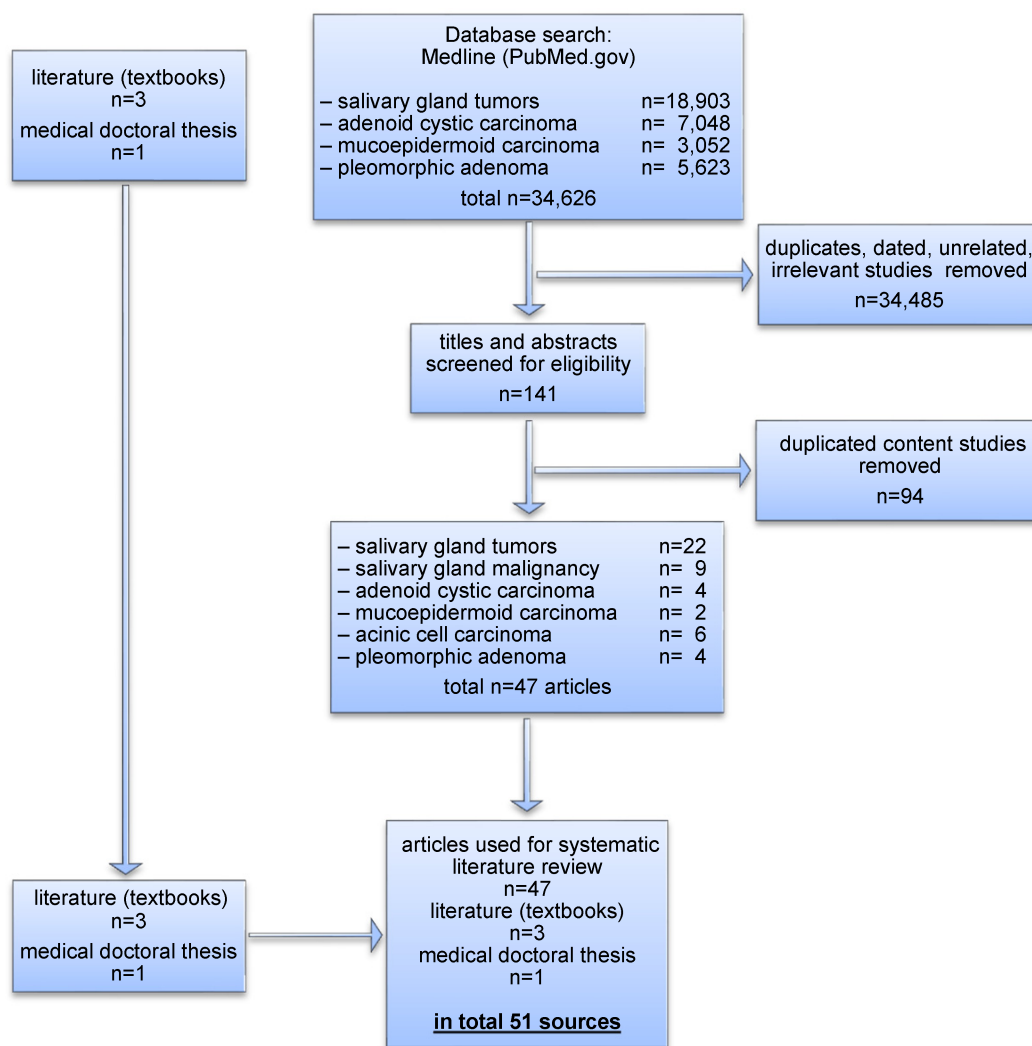 literature (textbooks)
n=3
medical doctoral thesis
n=1
Database search:
Medline (PubMed.gov)
– salivary gland tumors n=18,903
– adenoid cystic carcinoma n= 7,048
– mucoepidermoid carcinoma n= 3,052
– pleomorphic adenoma n= 5,623
total n=34,626
duplicates, dated, unrelated,
irrelevant studies removed
n=34,485
titles and abstracts
screened for eligibility
n=141
duplicated content studies
removed
n=94
– salivary gland tumors n=22
– salivary gland malignancy n= 9
– adenoid cystic carcinoma n= 4
– mucoepidermoid carcinoma n= 2
– acinic cell carcinoma n= 6
– pleomorphic adenoma n= 4
total n=47 articles
literature (textbooks)
n=3
medical doctoral thesis
n=1
articles used for systematic
literature review
n=47
literature (textbooks)
n=3
medical doctoral thesis
n=1
in total 51 sources